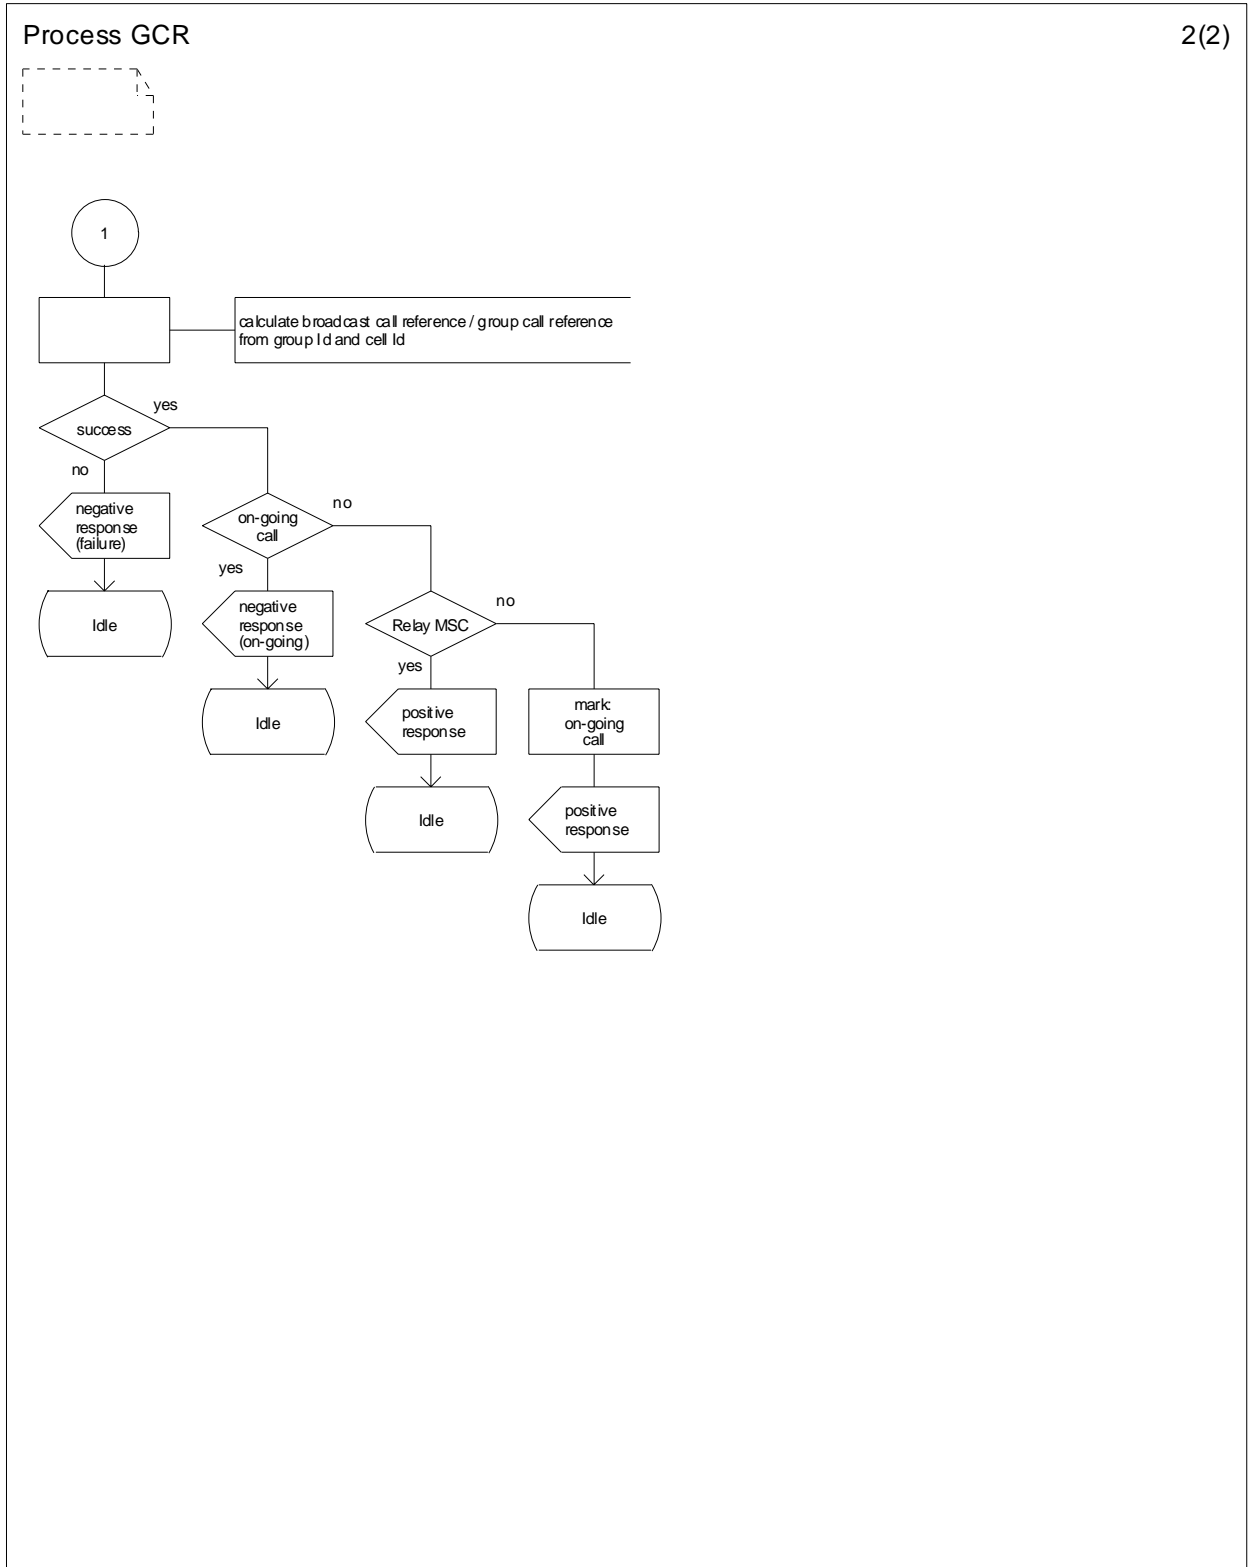 Process GCR
2(2)
1
calculate broadcast call reference / group call reference
from group Id and cell Id
yes
success
no
negative
response
(failure)
Idle
no
on-going
call
yes
negative
response
(on-going)
Idle
no
Relay MSC
yes
positive
response
Idle
mark:
on-going
call
positive
response
Idle